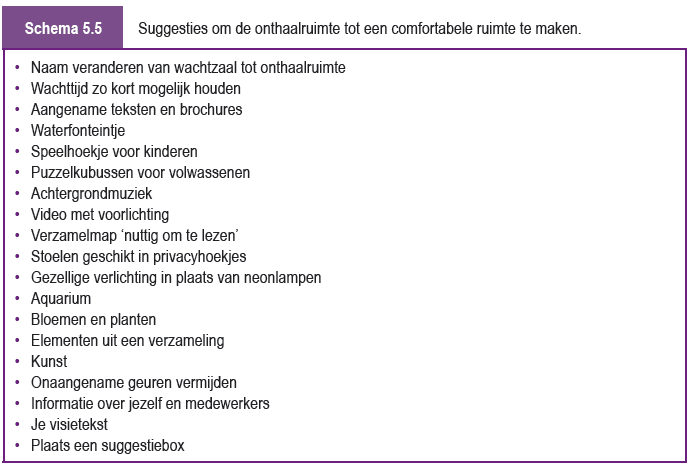 Schema 5.5 Suggesties om de onthaalruimte tot een comfortabele ruimte te maken.
• Naam veranderen van wachtzaal tot onthaalruimte
• Wachttijd zo kort mogelijk houden
• Aangename teksten en brochures
• Waterfonteintje
• Speelhoekje voor kinderen
• Puzzelkubussen voor volwassenen
• Achtergrondmuziek
• Video met voorlichting
• Verzamelmap ‘nuttig om te lezen’
• Stoelen geschikt in privacyhoekjes
• Gezellige verlichting in plaats van neonlampen
• Aquarium
• Bloemen en planten
• Elementen uit een verzameling
• Kunst
• Onaangename geuren vermijden
• Informatie over jezelf en medewerkers
• Je visietekst
• Plaats een suggestiebox